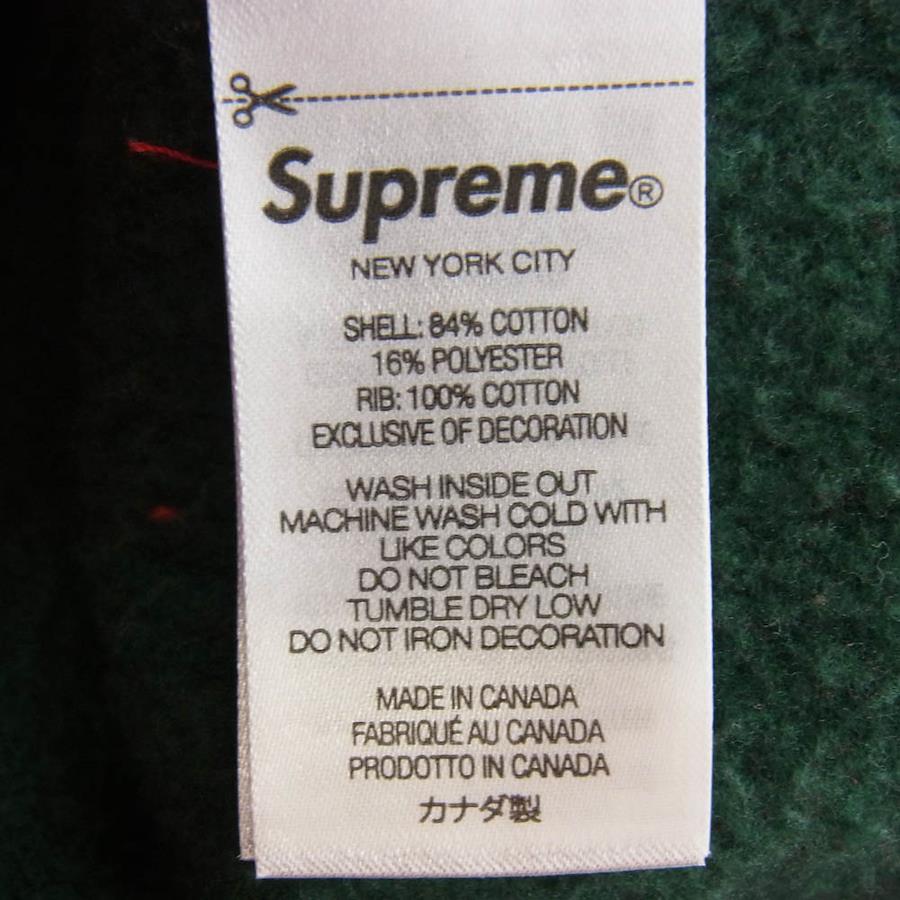 Supreme®
NEW YORK CITY
SHELL: 84% COTTON
16% POLYESTER
RIB: 100% COTTON
EXCLUSIVE OF DECORATION
WASH INSIDE OUT
MACHINE WASH COLD WITH
LIKE COLORS
DO NOT BLEACH
TUMBLE DRY LOW
DO NOT IRON DECORATION
MADE IN CANADA
FABRIQUÉ AU CANADA
PRODOTTO IN CANADA
カナダ製